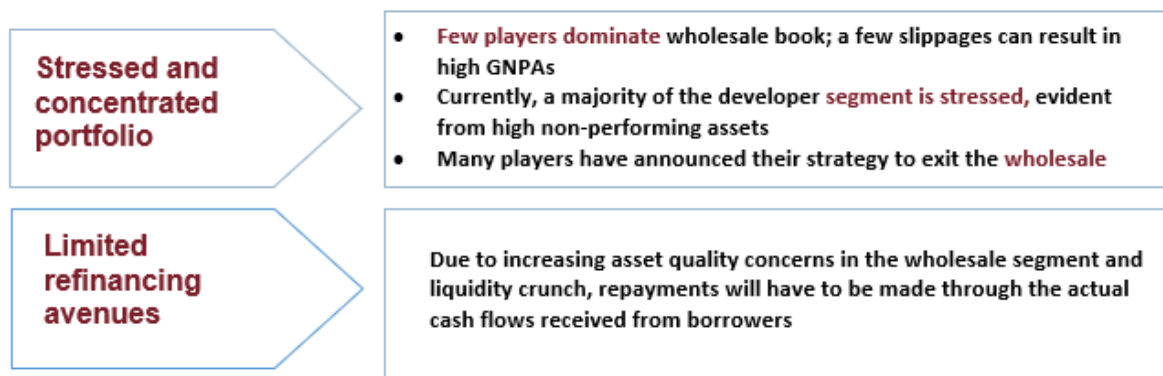 Stressed and
concentrated
portfolio
• Few players dominate wholesale book; a few slippages can result in
high GNPAs
• Currently, a majority of the developer segment is stressed, evident
from high non-performing assets
• Many players have announced their strategy to exit the wholesale
Limited
refinancing
avenues
Due to increasing asset quality concerns in the wholesale segment and
liquidity crunch, repayments will have to be made through the actual
cash flows received from borrowers